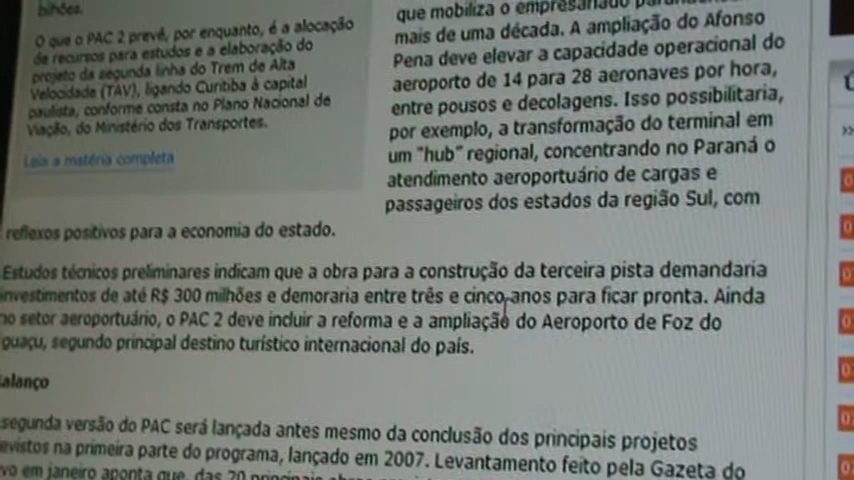 bilhões.
O que o PAC 2 prevê, por enquanto, é a alocação
de recursos para estudos e a elaboração do
projeto da segunda linha do Trem de Alta
Velocidade (TAV), ligando Curitiba à capital
paulista, conforme consta no Plano Nacional de
Viação, do Ministério dos Transportes.
Leia a matéria completa
que mobiliza o empresariado
mais de uma década. A ampliação do Afonso
Pena deve elevar a capacidade operacional do
aeroporto de 14 para 28 aeronaves por hora,
entre pousos e decolagens. Isso possibilitaria,
por exemplo, a transformação do terminal em
um "hub" regional, concentrando no Paraná o
atendimento aeroportuário de cargas e
passageiros dos estados da região Sul, com
reflexos positivos para a economia do estado.
Estudos técnicos preliminares indicam que a obra para a construção da terceira pista demandaria
investimentos de até R$ 300 milhões e demoraria entre três e cinco anos para ficar pronta. Ainda
no setor aeroportuário, o PAC 2 deve incluir a reforma e a ampliação do Aeroporto de Foz do
guaçu, segundo principal destino turístico internacional do país.
alanço
segunda versão do PAC será lançada antes mesmo da conclusão dos principais projetos
evistos na primeira parte do programa, lançado em 2007. Levantamento feito pela Gazeta do
vo em janeiro aponta que, das 20 principais obras